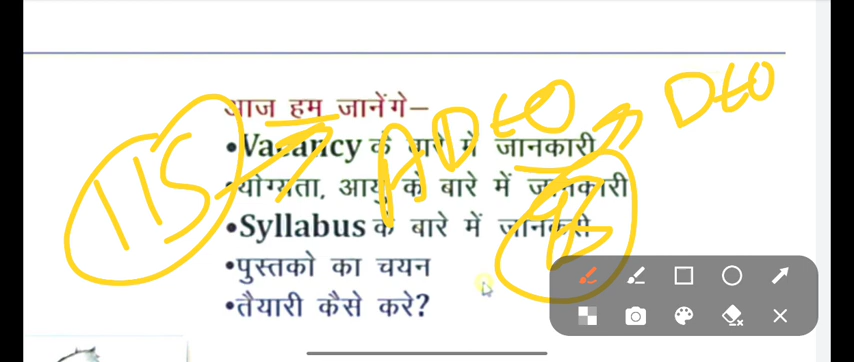 आज हम जानेंगे–
•Vacancy के बारे में जानकारी
•योग्यता, आयु के बारे में जानकारी
•Syllabus के बारे में जानकारी
•पुस्तको का चयन
•तैयारी कैसे करे?
115
ADEO
DEO